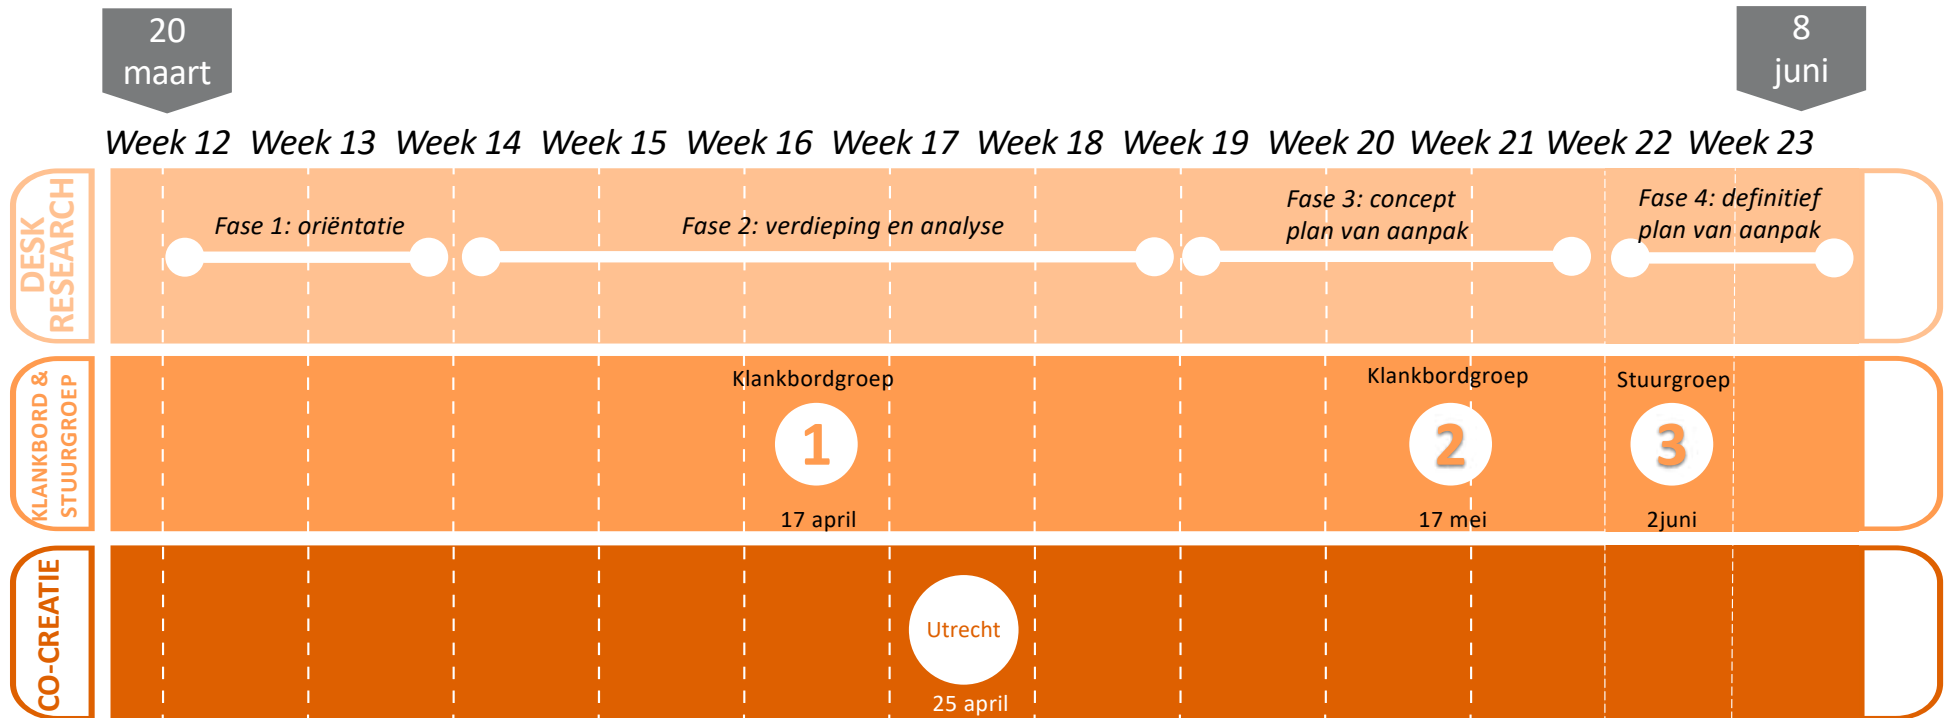 20
maart
8
juni
Week 12 Week 13 Week 14 Week 15 Week 16 Week 17 Week 18 Week 19 Week 20 Week 21 Week 22 Week 23
DESK
RESEARCH
Fase 1: oriëntatie
Fase 2: verdieping en analyse
Fase 3: concept
plan van aanpak
Fase 4: definitief
plan van aanpak
KLANKBORD &
STUURGROEP
Klankbordgroep
1
17 april
Klankbordgroep
2
17 mei
Stuurgroep
3
2juni
CO-CREATIE
Utrecht
25 april